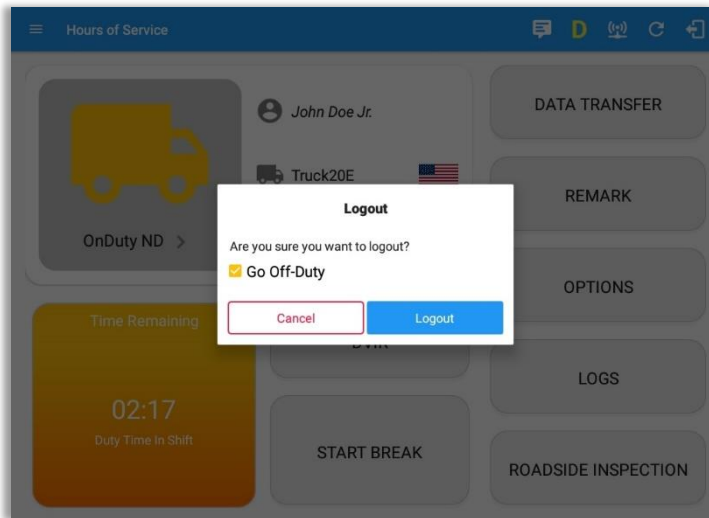 Hours of Service
D
John Doe Jr.
Truck20E
OnDuty ND
DATA TRANSFER
REMARK
OPTIONS
LOGS
ROADSIDE INSPECTION
Logout
Are you sure you want to logout?
Go Off-Duty
Cancel
Logout
Time Remaining
02:17
Duty Time In Shift
START BREAK